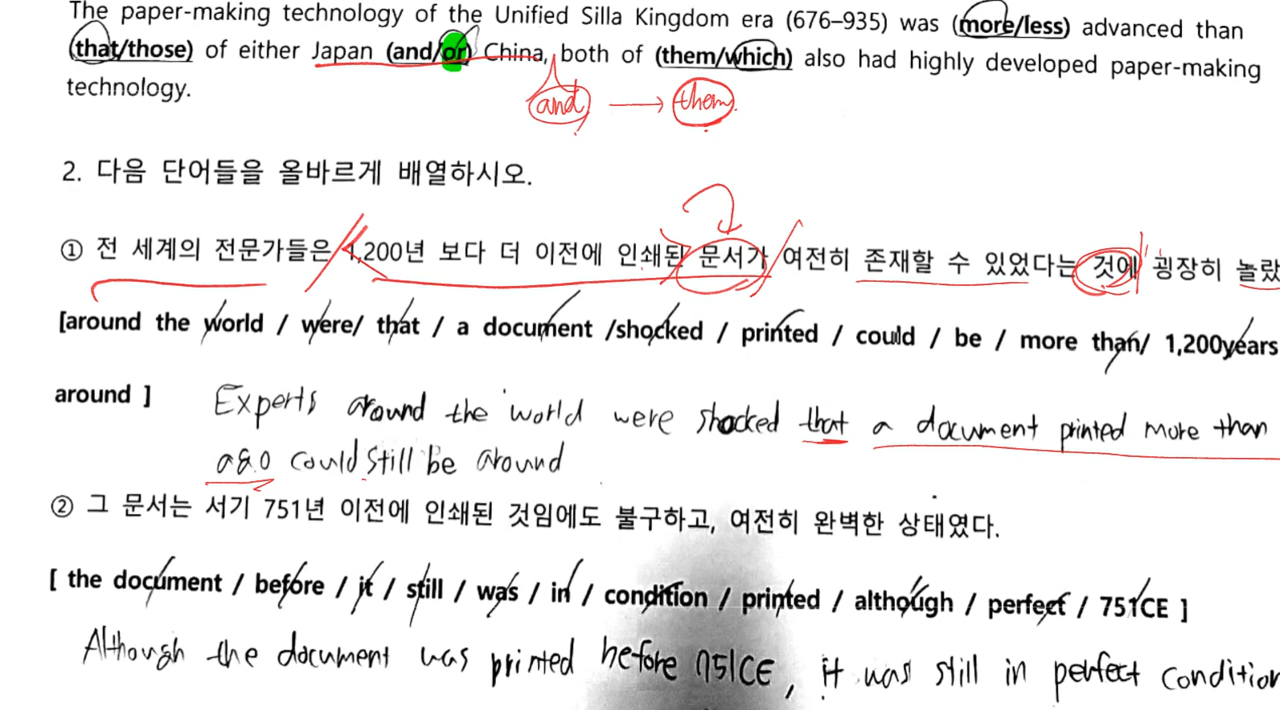 The paper-making technology of the Unified Silla Kingdom era (676–935) was (more/less) advanced than
(that/those) of either Japan (and/or) China, both of (them/which) also had highly developed paper-making
technology.
and → them.
2. 다음 단어들을 올바르게 배열하시오.
① 전 세계의 전문가들은 1,200년 보다 더 이전에 인쇄된 문서가 여전히 존재할 수 있었다는 것에 굉장히 놀랐
[around the world / were/ that / a document /shocked / printed / could / be / more than/ 1,200years
around ]
Experts around the world were shocked that a document printed more than
ago could still be around
② 그 문서는 서기 751년 이전에 인쇄된 것임에도 불구하고, 여전히 완벽한 상태였다.
[ the document / before / it / still / was / in / condition / printed / although / perfect / 751CE ]
Although the document was printed before 751CE, it was still in perfect condition